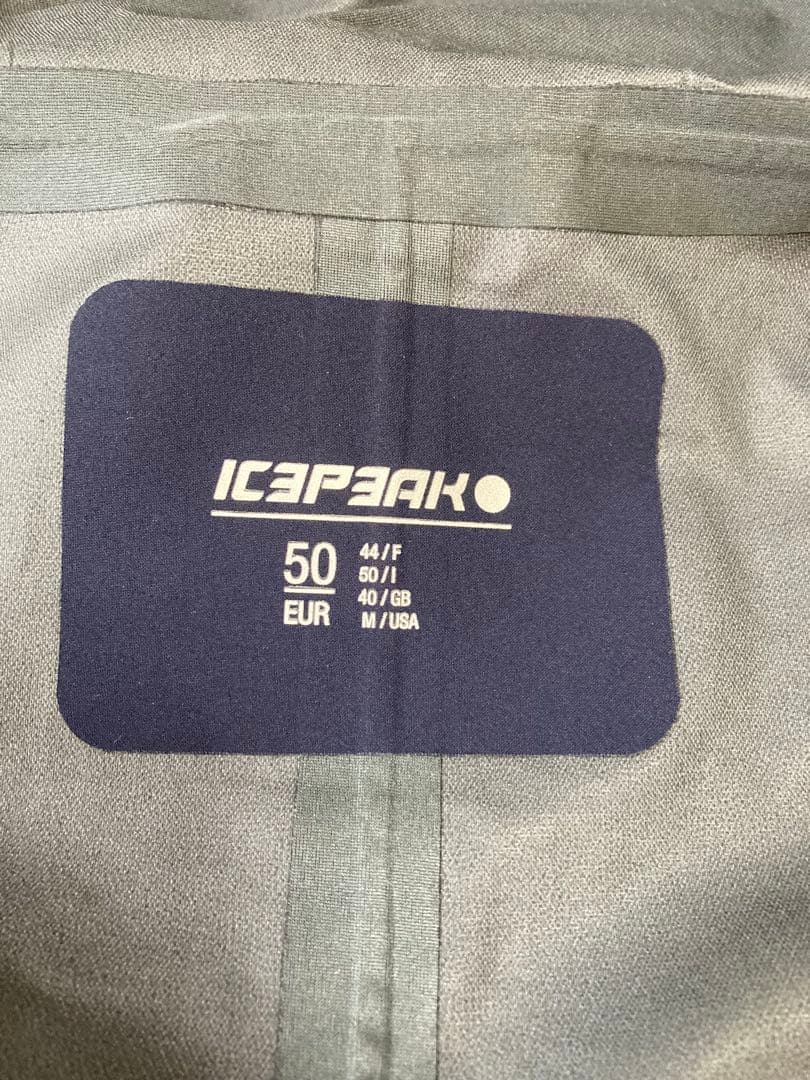 ICEPEAK
50
EUR
44/F
50/I
40/GB
M/USA